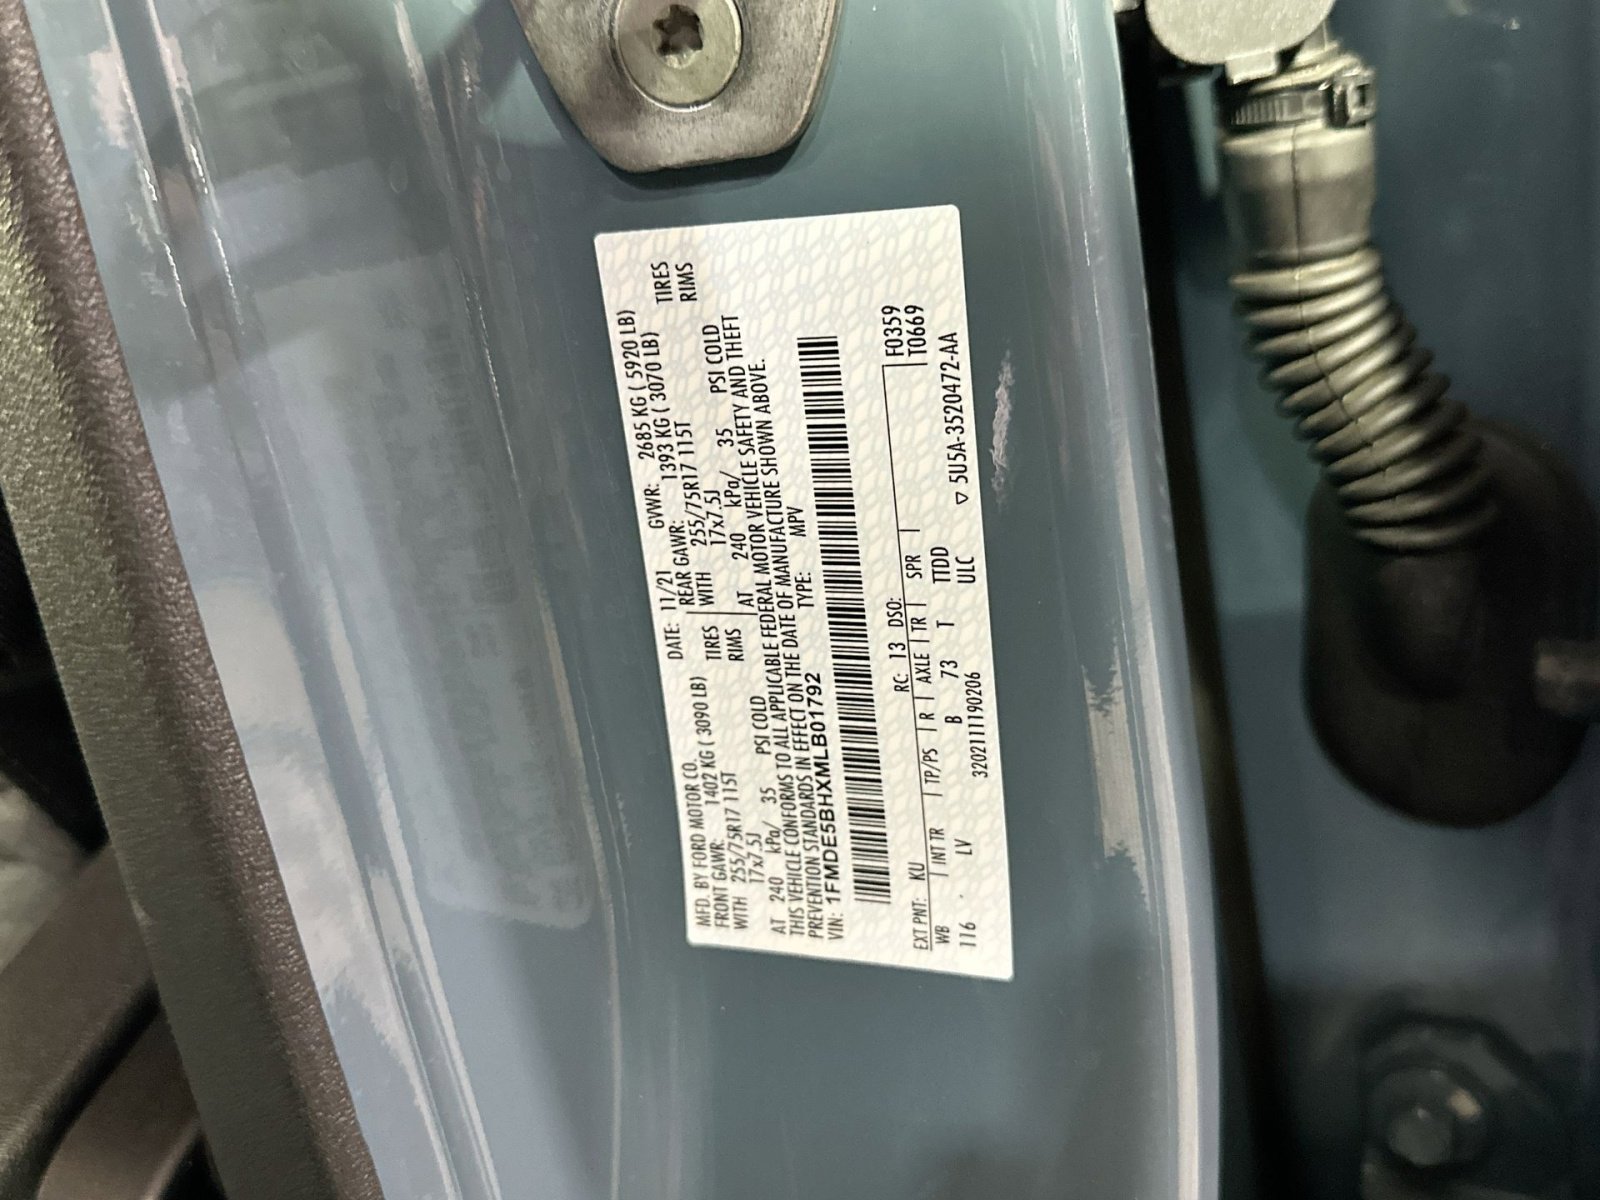 MFD. BY FORD MOTOR CO.
DATE: 11/21 GVWR: 2685 KG ( 5920 LB)
FRONT GAWR: 1402 KG ( 3090 LB)
REAR GAWR: 1393 KG ( 3070 LB)
WITH 255/75R17 115T TIRES
WITH 255/75R17 115T TIRES
17x7.5J RIMS
17x7.5J RIMS
AT 240 kPa/ 35 PSI COLD
AT 240 kPa/ 35 PSI COLD
THIS VEHICLE CONFORMS TO ALL APPLICABLE FEDERAL MOTOR VEHICLE SAFETY AND THEFT
PREVENTION STANDARDS IN EFFECT ON THE DATE OF MANUFACTURE SHOWN ABOVE.
VIN: 1FMDE5BHXMLB01792 TYPE: MPV
EXT PNT: KU RC: 13 DSO: F0359
WB INT TR TP/PS R AXLE TR SPR T0669
116 LV B 73 T TTDD
320211190206 ULC ▽ 5U5A-3520472-AA